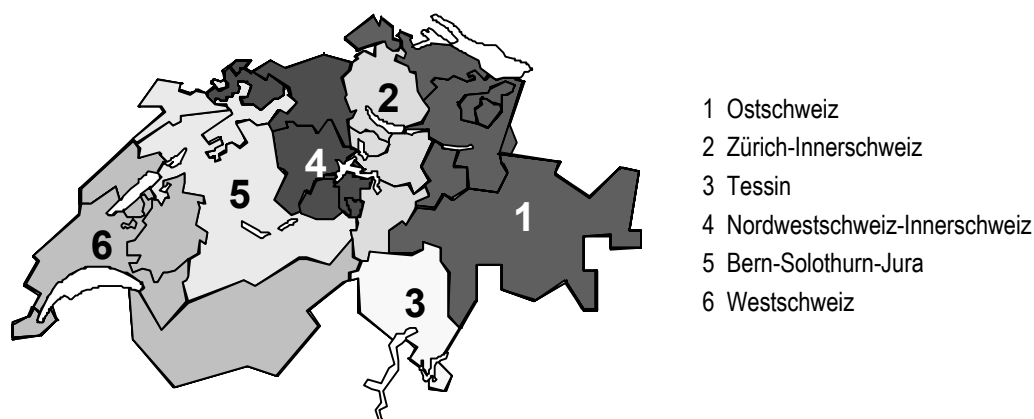 2
4
5
1
6
3
1 Ostschweiz
2 Zürich-Innerschweiz
3 Tessin
4 Nordwestschweiz-Innerschweiz
5 Bern-Solothurn-Jura
6 Westschweiz